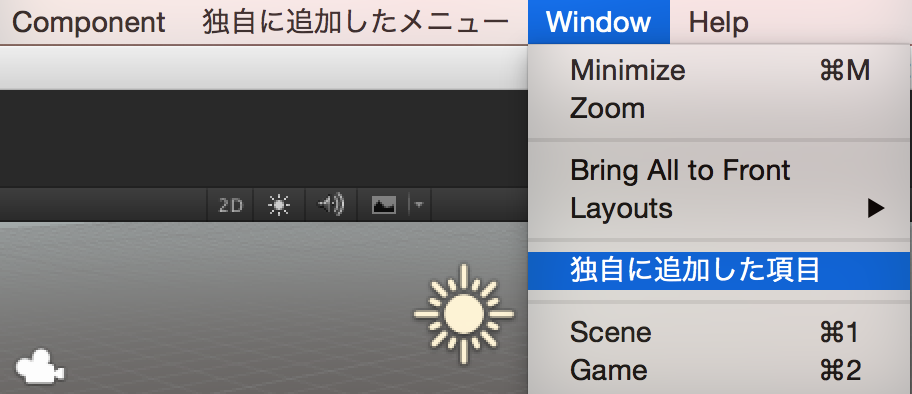 Component 独自に追加したメニュー Window Help
Minimize ⌘M
Zoom
Bring All to Front
Layouts ▶
独自に追加した項目
2D
Scene ⌘1
Game ⌘2